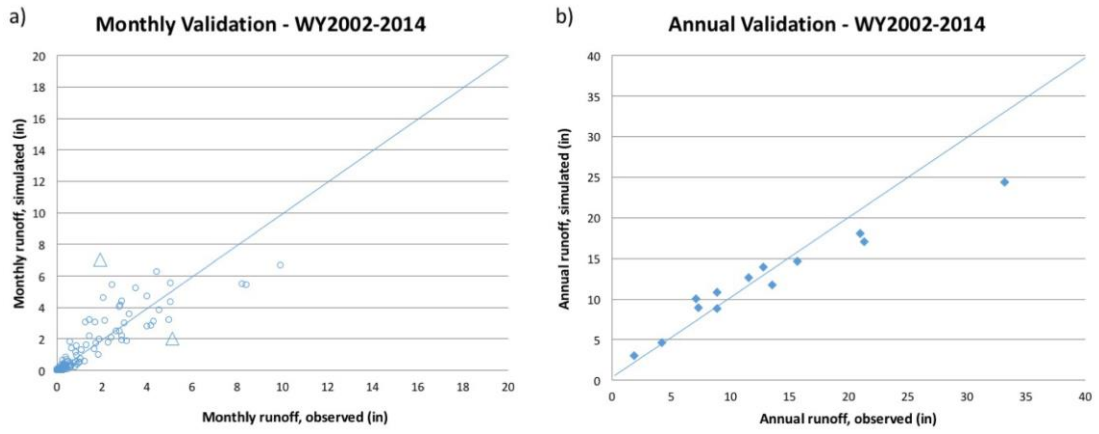 a)
Monthly Validation - WY2002-2014
20
18
16
14
12
10
8
6
4
2
0
Monthly runoff, simulated (in)
0 2 4 6 8 10 12 14 16 18 20
Monthly runoff, observed (in)
b)
Annual Validation - WY2002-2014
40
35
30
25
20
15
10
5
0
Annual runoff, simulated (in)
0 5 10 15 20 25 30 35 40
Annual runoff, observed (in)